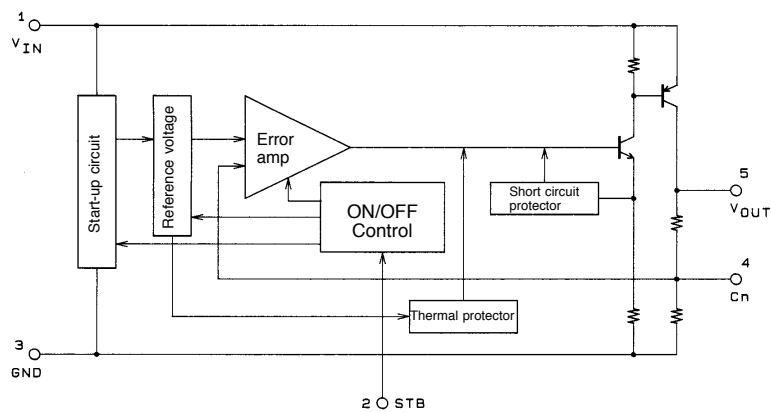 1
VIN
Start-up circuit
Reference voltage
Error
amp
ON/OFF
Control
Short circuit
protector
5
VOUT
4
Cn
Thermal protector
3
GND
2 STB